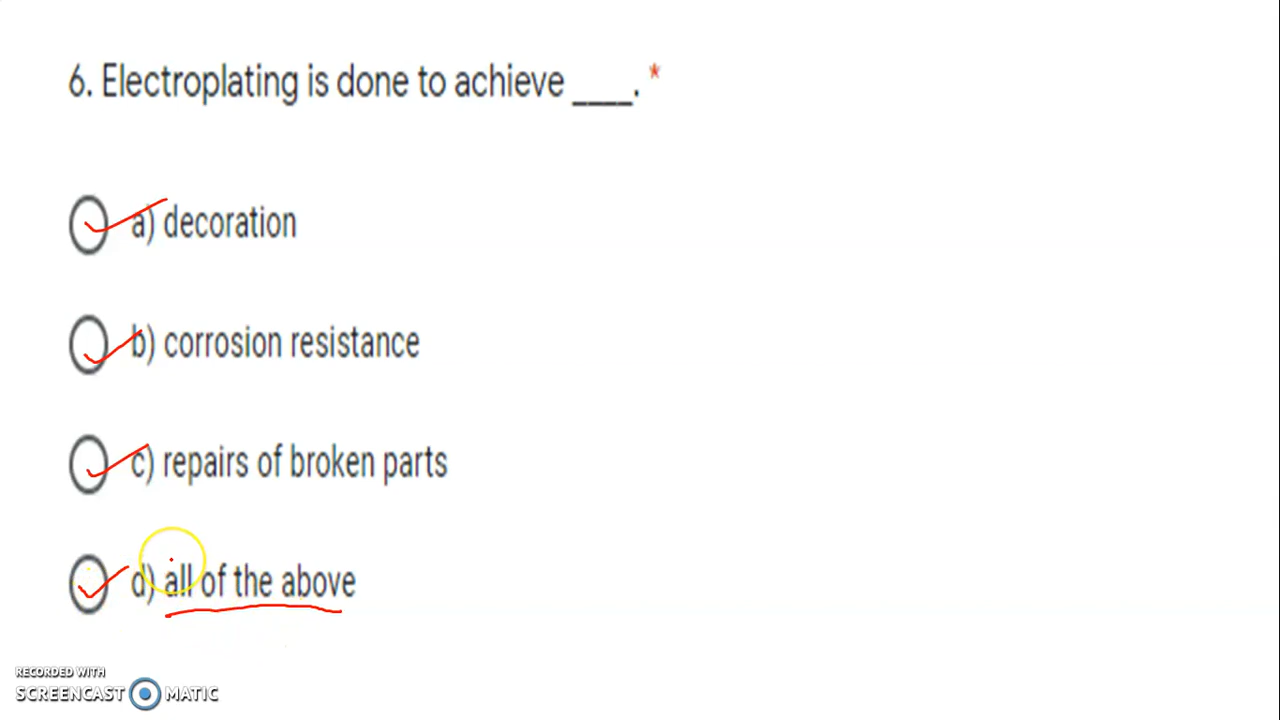 6. Electroplating is done to achieve ____. *
a) decoration
b) corrosion resistance
c) repairs of broken parts
d) all of the above
RECORDED WITH
SCREENCAST MATIC